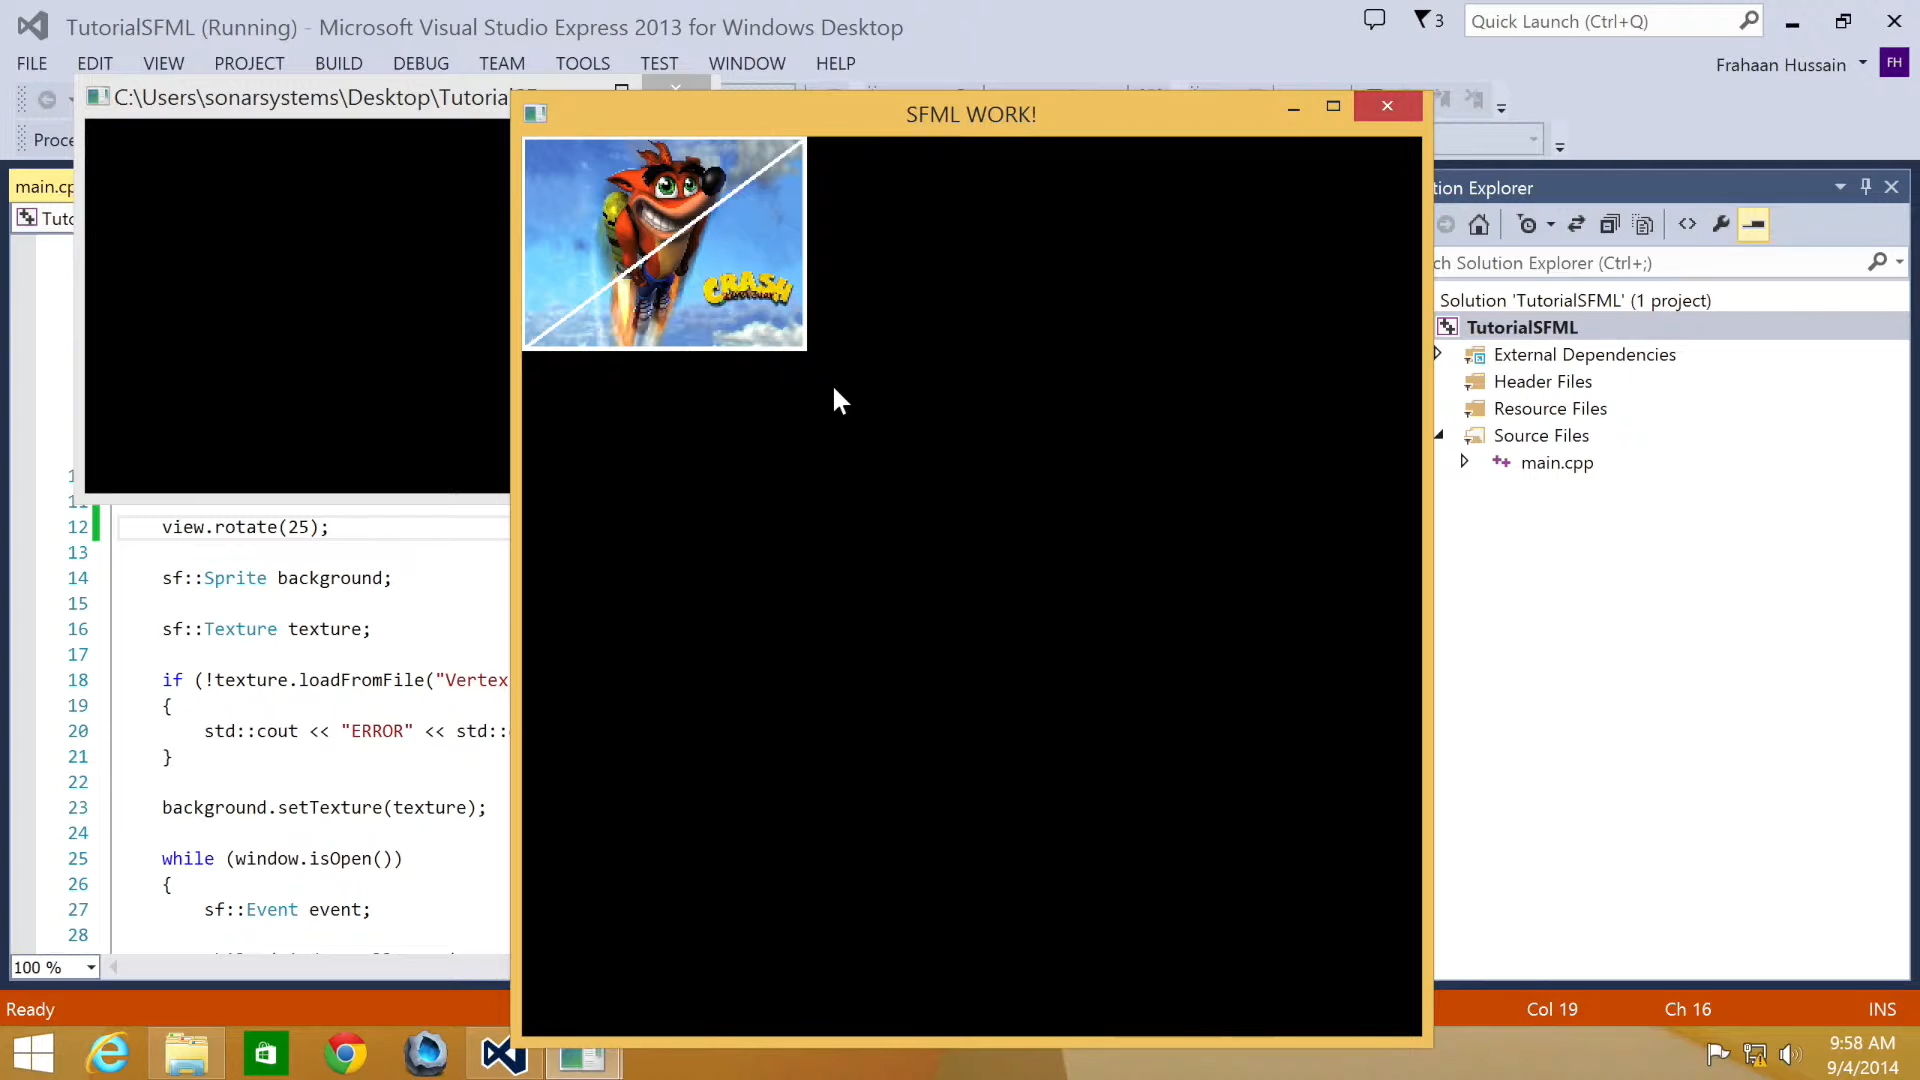 TutorialSFML (Running) - Microsoft Visual Studio Express 2013 for Windows Desktop
3
Quick Launch (Ctrl+Q)
FILE EDIT VIEW PROJECT BUILD DEBUG TEAM TOOLS TEST WINDOW HELP
Frahaan Hussain
FH
C:\Users\sonarsystems\Desktop\Tutorial
SFML WORK!
Proce
main.cp
Tuto
CRASH
tion Explorer
ch Solution Explorer (Ctrl+;)
Solution 'TutorialSFML' (1 project)
TutorialSFML
External Dependencies
Header Files
Resource Files
Source Files
main.cpp
11
12 view.rotate(25);
13
14 sf::Sprite background;
15
16 sf::Texture texture;
17
18 if (!texture.loadFromFile("Vertex
19 {
20 std::cout << "ERROR" << std::
21 }
22
23 background.setTexture(texture);
24
25 while (window.isOpen())
26 {
27 sf::Event event;
28
100 %
Ready
Col 19
Ch 16
INS
9:58 AM
9/4/2014